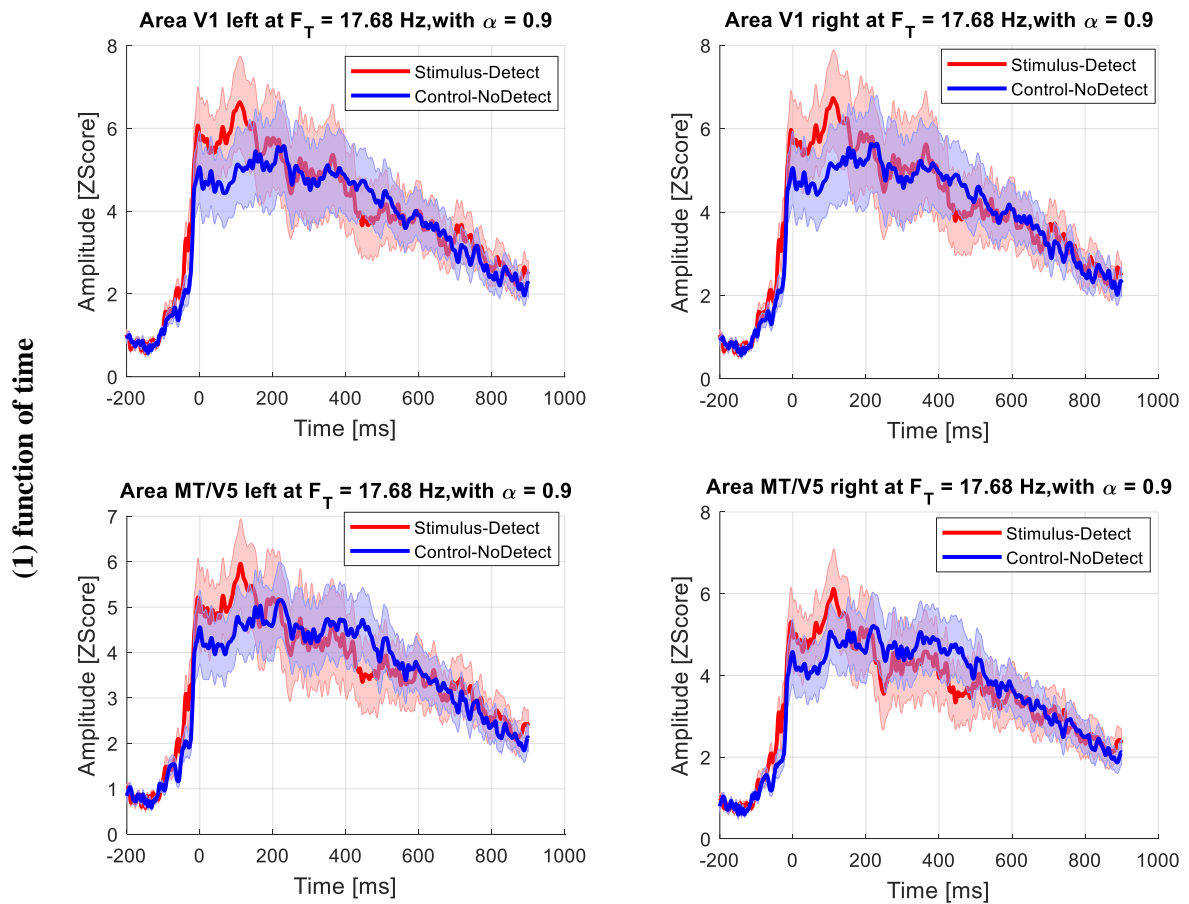 Area V1 left at F_T = 17.68 Hz,with α = 0.9
Stimulus-Detect
Control-NoDetect
Amplitude [ZScore]
8
6
4
2
0
-200 0 200 400 600 800 1000
Time [ms]
Area V1 right at F_T = 17.68 Hz,with α = 0.9
Stimulus-Detect
Control-NoDetect
Amplitude [ZScore]
8
6
4
2
0
-200 0 200 400 600 800 1000
Time [ms]
(1) function of time
Area MT/V5 left at F_T = 17.68 Hz,with α = 0.9
Stimulus-Detect
Control-NoDetect
Amplitude [ZScore]
7
6
5
4
3
2
1
0
-200 0 200 400 600 800 1000
Time [ms]
Area MT/V5 right at F_T = 17.68 Hz,with α = 0.9
Stimulus-Detect
Control-NoDetect
Amplitude [ZScore]
8
6
4
2
0
-200 0 200 400 600 800 1000
Time [ms]